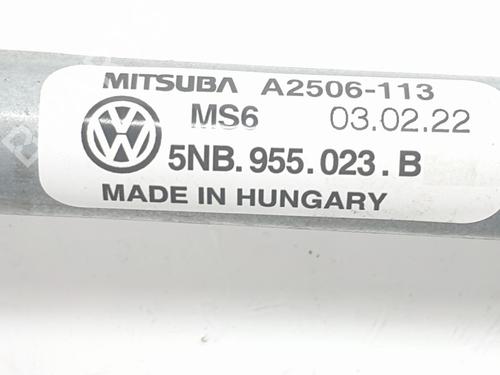 MITSUBA A2506-113
MS6 03.02.22
5NB.955.023.B
MADE IN HUNGARY